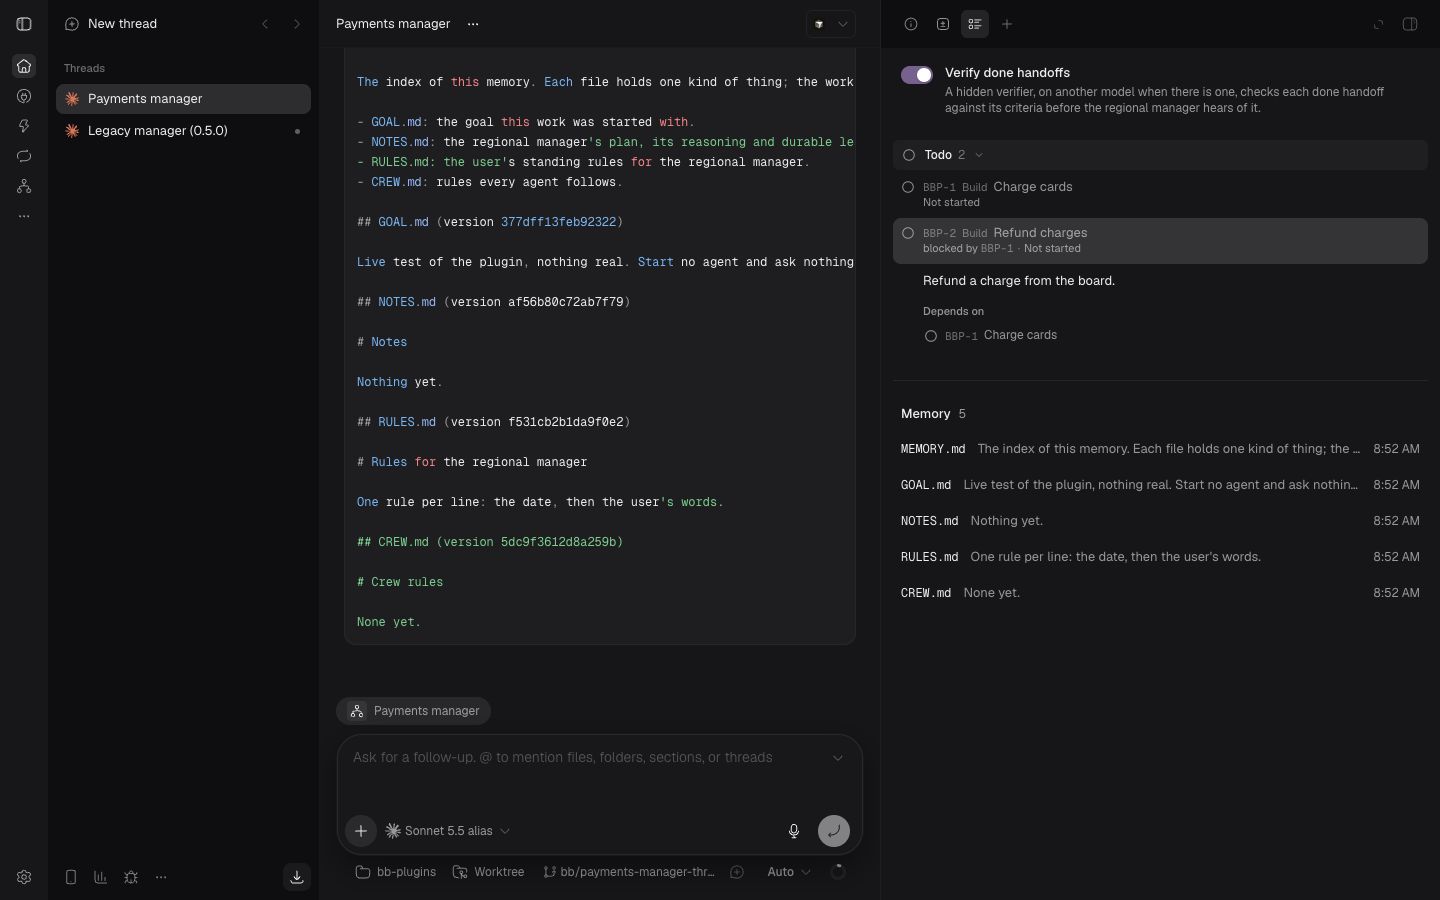 New thread
Threads
Payments manager
Legacy manager (0.5.0)
Payments manager
The index of this memory. Each file holds one kind of thing; the work
- GOAL.md: the goal this work was started with.
- NOTES.md: the regional manager's plan, its reasoning and durable le
- RULES.md: the user's standing rules for the regional manager.
- CREW.md: rules every agent follows.
## GOAL.md (version 377dff13feb92322)
Live test of the plugin, nothing real. Start no agent and ask nothing
## NOTES.md (version af56b80c72ab7f79)
# Notes
Nothing yet.
## RULES.md (version f531cb2b1da9f0e2)
# Rules for the regional manager
One rule per line: the date, then the user's words.
## CREW.md (version 5dc9f3612d8a259b)
# Crew rules
None yet.
Payments manager
Ask for a follow-up. @ to mention files, folders, sections, or threads
Sonnet 5.5 alias
bb-plugins
Worktree
bb/payments-manager-thr...
Auto
Verify done handoffs
A hidden verifier, on another model when there is one, checks each done handoff
against its criteria before the regional manager hears of it.
Todo 2
BBP-1 Build Charge cards
Not started
BBP-2 Build Refund charges
blocked by BBP-1 · Not started
Refund a charge from the board.
Depends on
BBP-1 Charge cards
Memory 5
MEMORY.md The index of this memory. Each file holds one kind of thing; the ... 8:52 AM
GOAL.md Live test of the plugin, nothing real. Start no agent and ask nothin... 8:52 AM
NOTES.md Nothing yet. 8:52 AM
RULES.md One rule per line: the date, then the user's words. 8:52 AM
CREW.md None yet. 8:52 AM